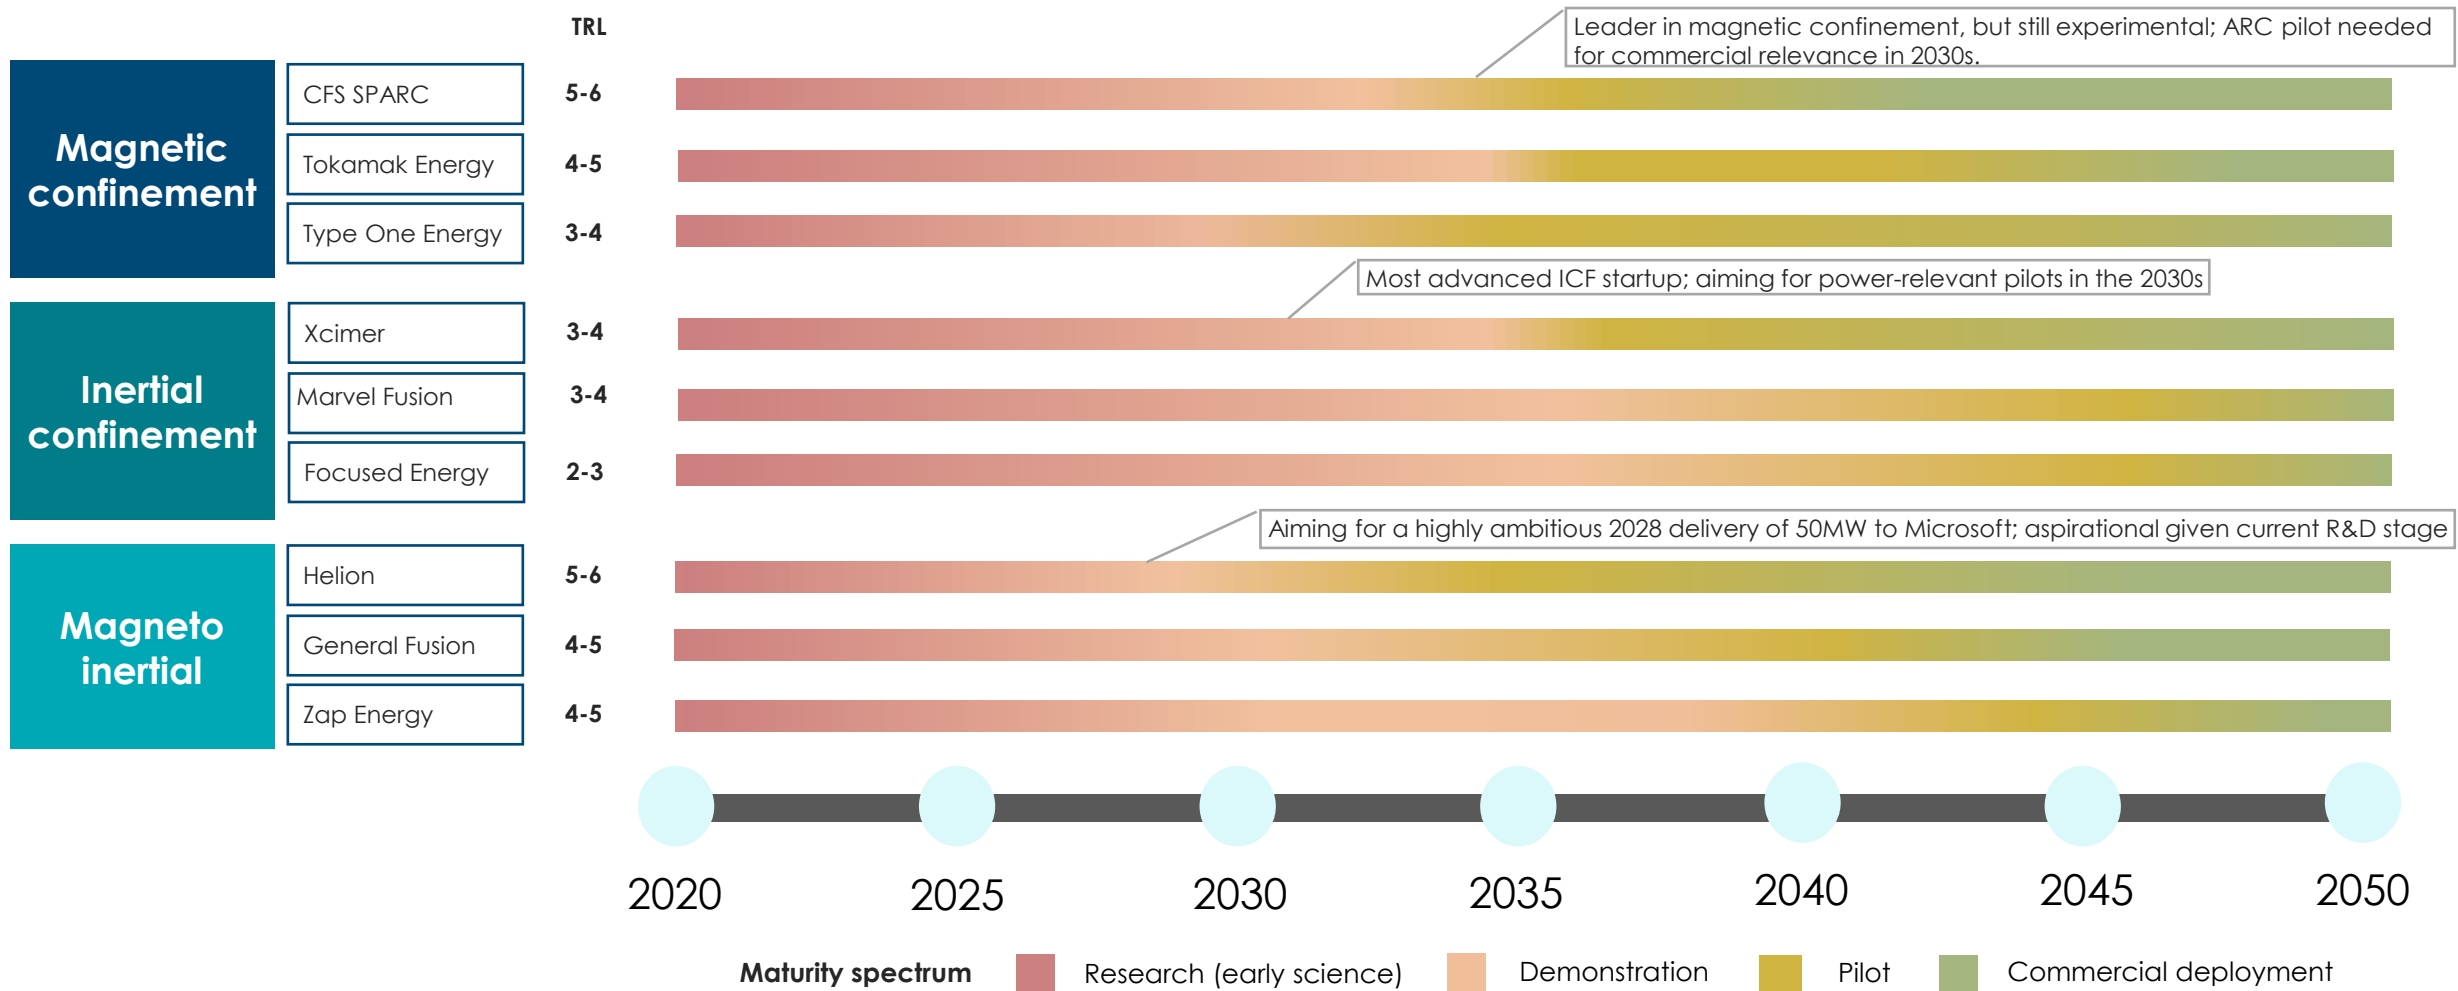 TRL
Leader in magnetic confinement, but still experimental; ARC pilot needed
for commercial relevance in 2030s.
Magnetic
confinement
CFS SPARC
5-6
Tokamak Energy
4-5
Type One Energy
3-4
Most advanced ICF startup; aiming for power-relevant pilots in the 2030s
Inertial
confinement
Xcimer
3-4
Marvel Fusion
3-4
Focused Energy
2-3
Aiming for a highly ambitious 2028 delivery of 50MW to Microsoft; aspirational given current R&D stage
Magneto
inertial
Helion
5-6
General Fusion
4-5
Zap Energy
4-5
2020
2025
2030
2035
2040
2045
2050
Maturity spectrum
Research (early science)
Demonstration
Pilot
Commercial deployment